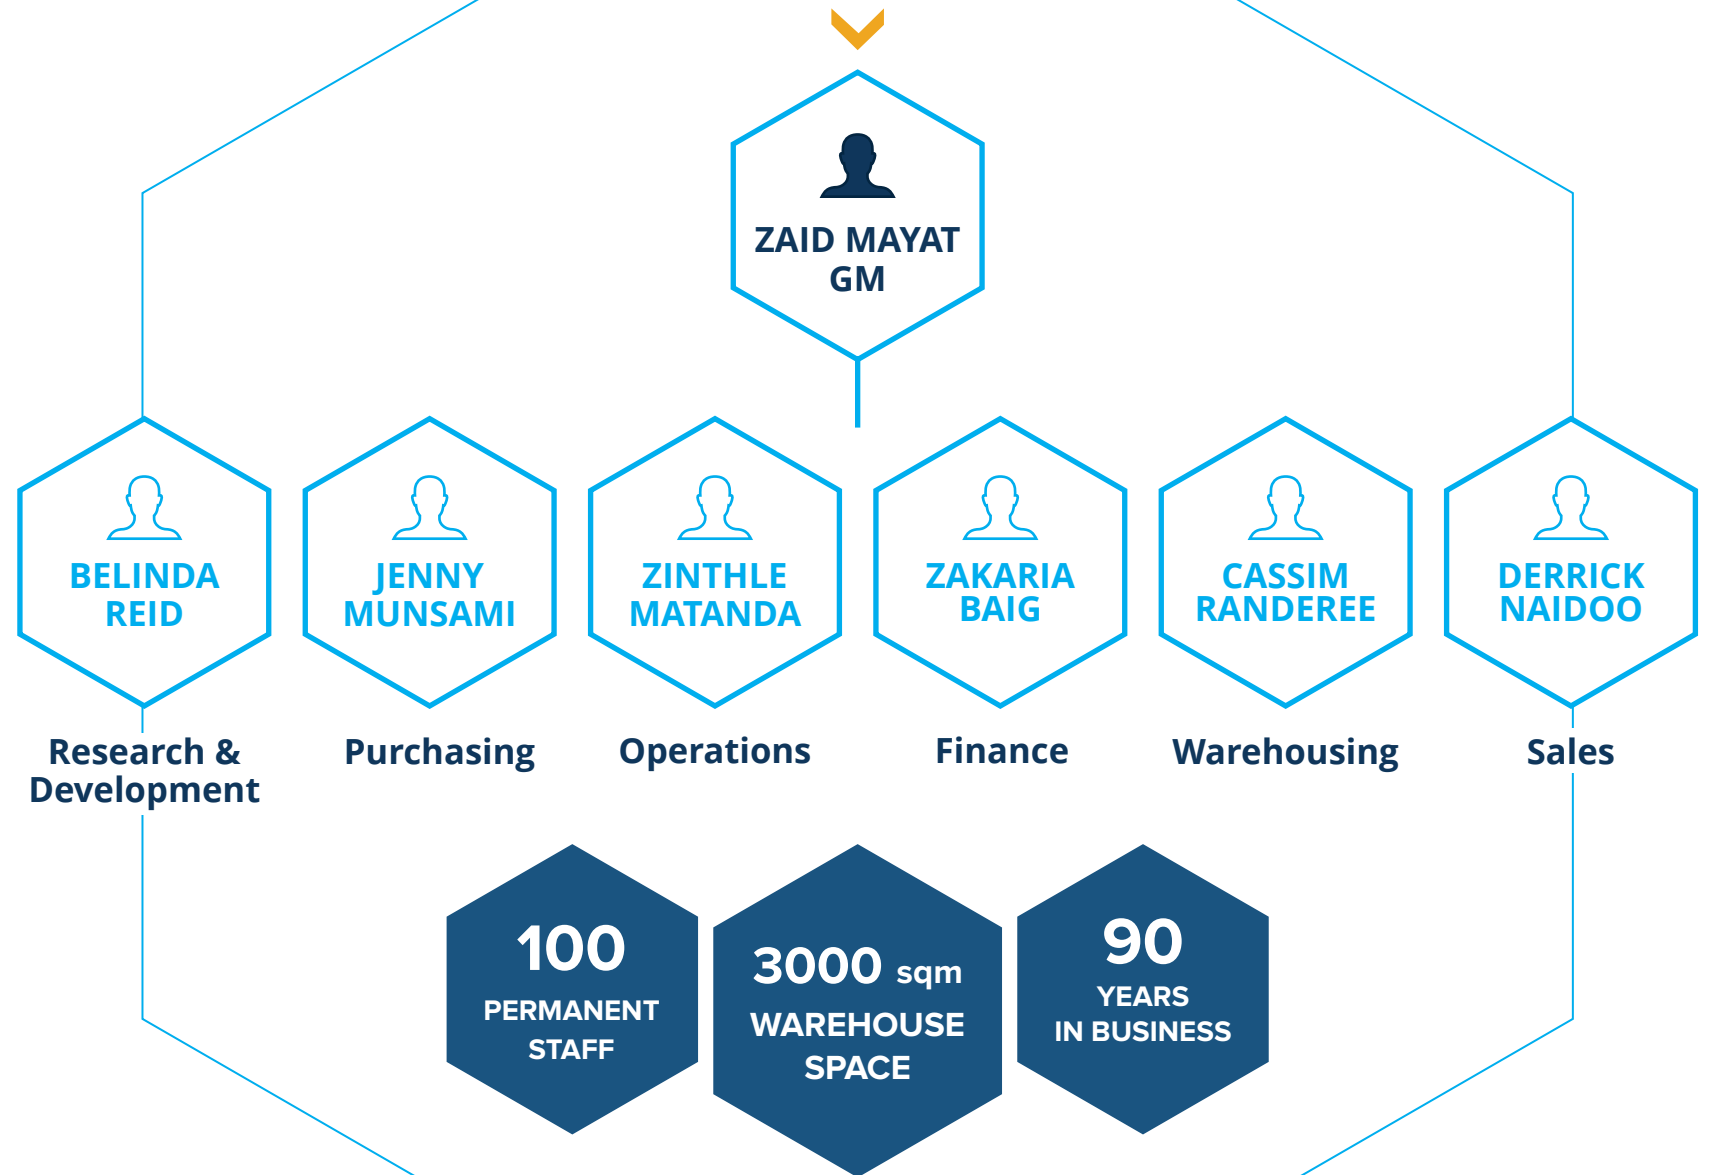 ZAID MAYAT
GM
BELINDA
REID
JENNY
MUNSAMI
ZINTHLE
MATANDA
ZAKARIA
BAIG
CASSIM
RANDEREE
DERRICK
NAIDOO
Research &
Development
Purchasing
Operations
Finance
Warehousing
Sales
100
PERMANENT
STAFF
3000 sqm
WAREHOUSE
SPACE
90
YEARS
IN BUSINESS